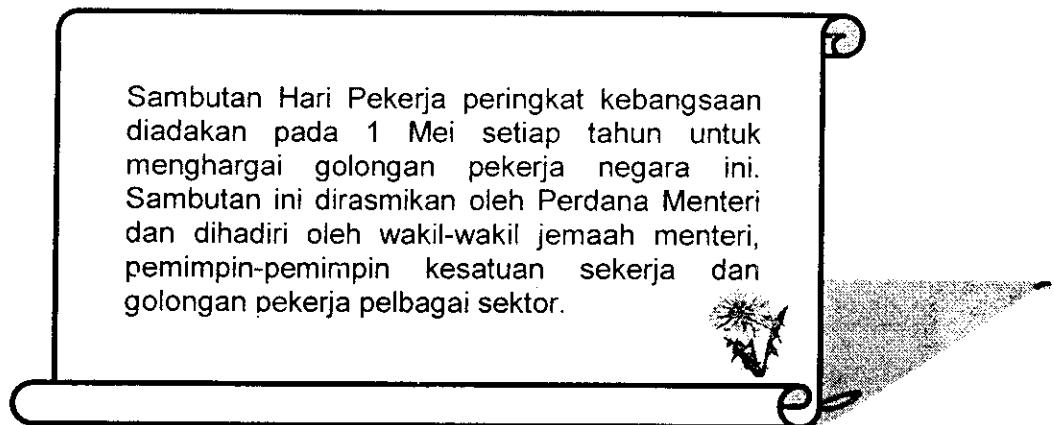 Sambutan Hari Pekerja peringkat kebangsaan
diadakan pada 1 Mei setiap tahun untuk
menghargai golongan pekerja negara ini.
Sambutan ini dirasmikan oleh Perdana Menteri
dan dihadiri oleh wakil-wakil jemaah menteri,
pemimpin-pemimpin kesatuan sekerja dan
golongan pekerja pelbagai sektor.